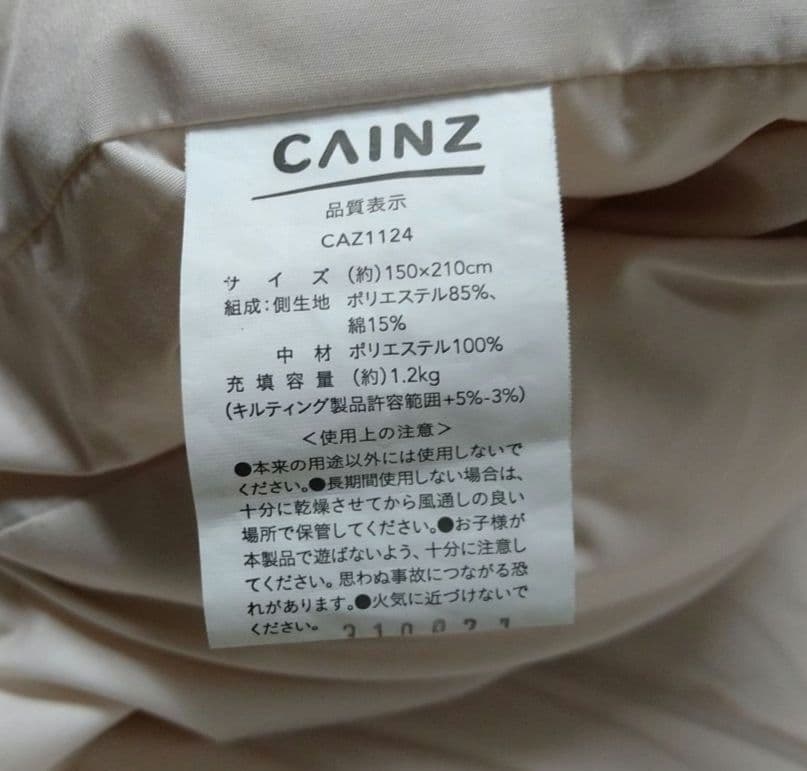 CAINZ
品質表示
CAZ1124
サイズ (約)150×210cm
組成:側生地 ポリエステル85%、
綿15%
中材 ポリエステル100%
充填容量 (約)1.2kg
(キルティング製品許容範囲+5%-3%)
<使用上の注意>
●本来の用途以外には使用しないで
ください。●長期間使用しない場合は、
十分に乾燥させてから風通しの良い
場所で保管してください。●お子様が
本製品で遊ばないよう、十分に注意し
てください。思わぬ事故につながる恐
れがあります。●火気に近づけないで
ください。